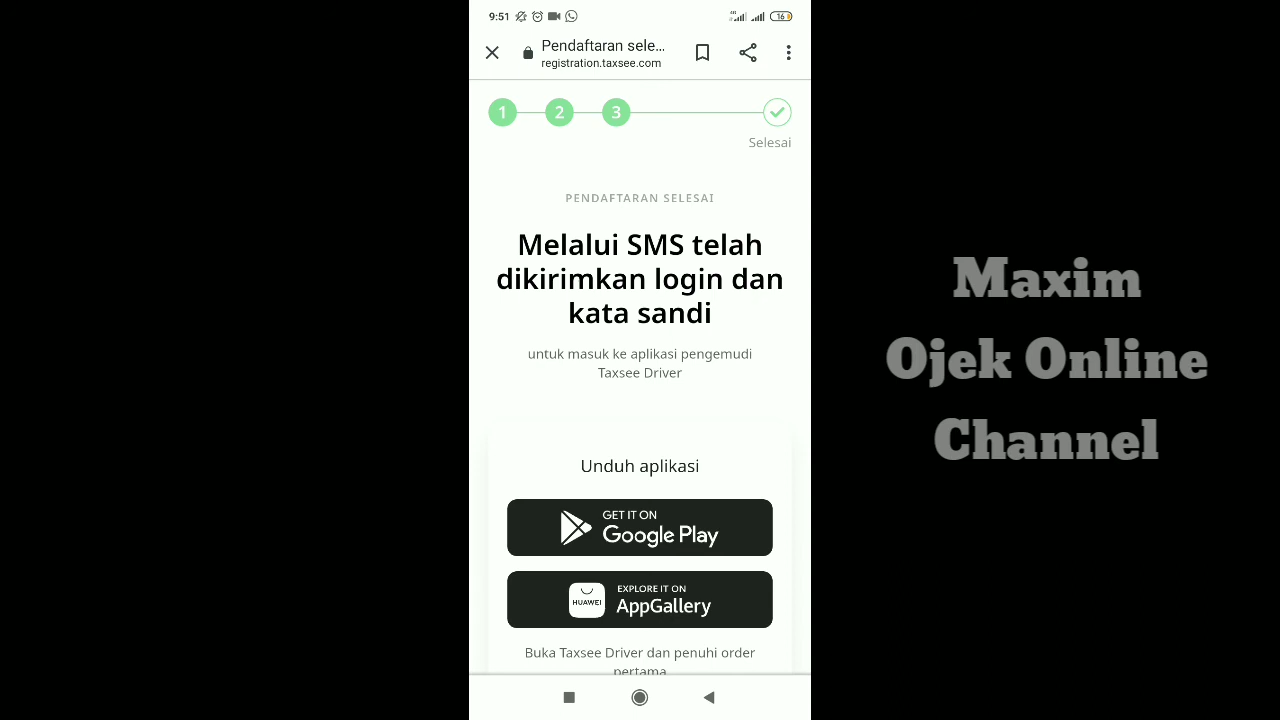 9:51
16
Pendaftaran sele...
registration.taxsee.com
1
2
3
Selesai
PENDAFTARAN SELESAI
Melalui SMS telah
dikirimkan login dan
kata sandi
untuk masuk ke aplikasi pengemudi
Taxsee Driver
Unduh aplikasi
GET IT ON
Google Play
HUAWEI
EXPLORE IT ON
AppGallery
Buka Taxsee Driver dan penuhi order
pertama
Maxim
Ojek Online
Channel